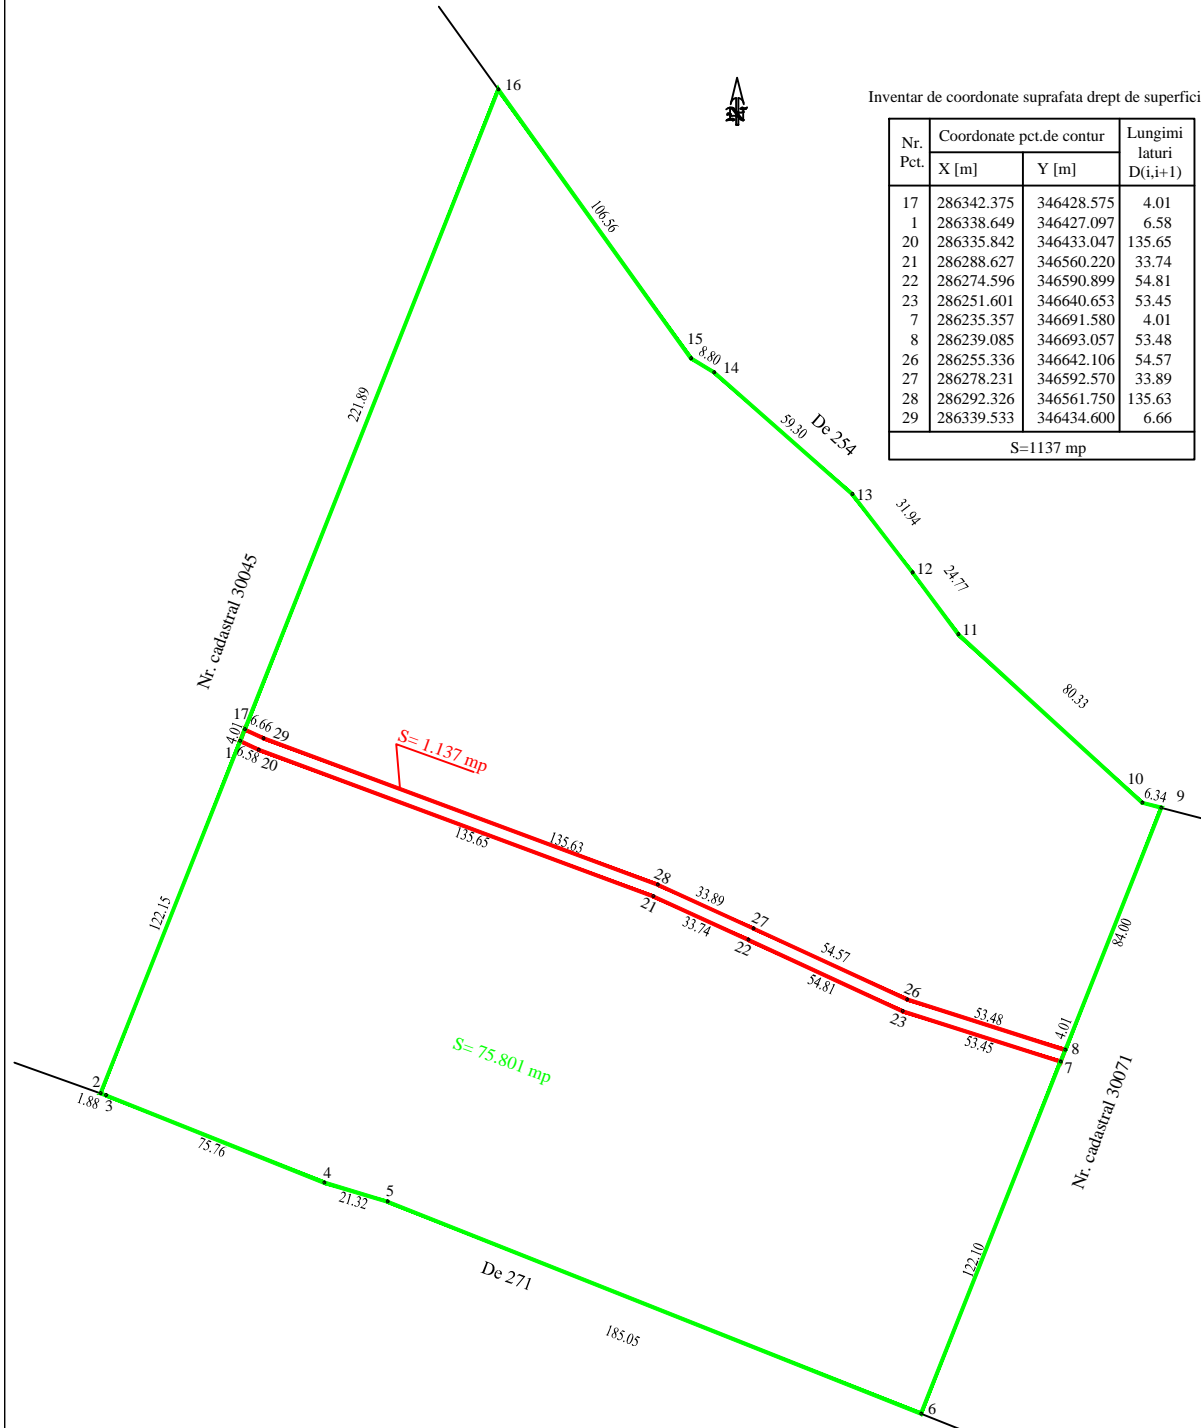 16
Inventar de coordonate suprafata drept de superfici
Nr. Pct.
Coordonate pct.de contur
Lungimi laturi D(i,i+1)
X [m] Y [m]
17 286342.375 346428.575 4.01
1 286338.649 346427.097 6.58
20 286335.842 346433.047 135.65
21 286288.627 346560.220 33.74
22 286274.596 346590.899 54.81
23 286251.601 346640.653 53.45
7 286235.357 346691.580 4.01
8 286239.085 346693.057 53.48
26 286255.336 346642.106 54.57
27 286278.231 346592.570 33.89
28 286292.326 346561.750 135.63
29 286339.533 346434.600 6.66
S=1137 mp
106.56
15
8.80
14
221.89
59.30
De 254
13
31.94
12
24.77
11
Nr. cadastral 30045
80.33
17
6.66
29
4.01
1
6.58
20
S= 1.137 mp
10
6.34
9
135.65
135.63
28
21
33.89
33.74
27
22
54.57
54.81
26
23
53.48
53.45
84.00
4.01
8
7
122.15
S= 75.801 mp
2
1.88
3
75.76
4
21.32
5
Nr. cadastral 30071
De 271
122.10
185.05
6